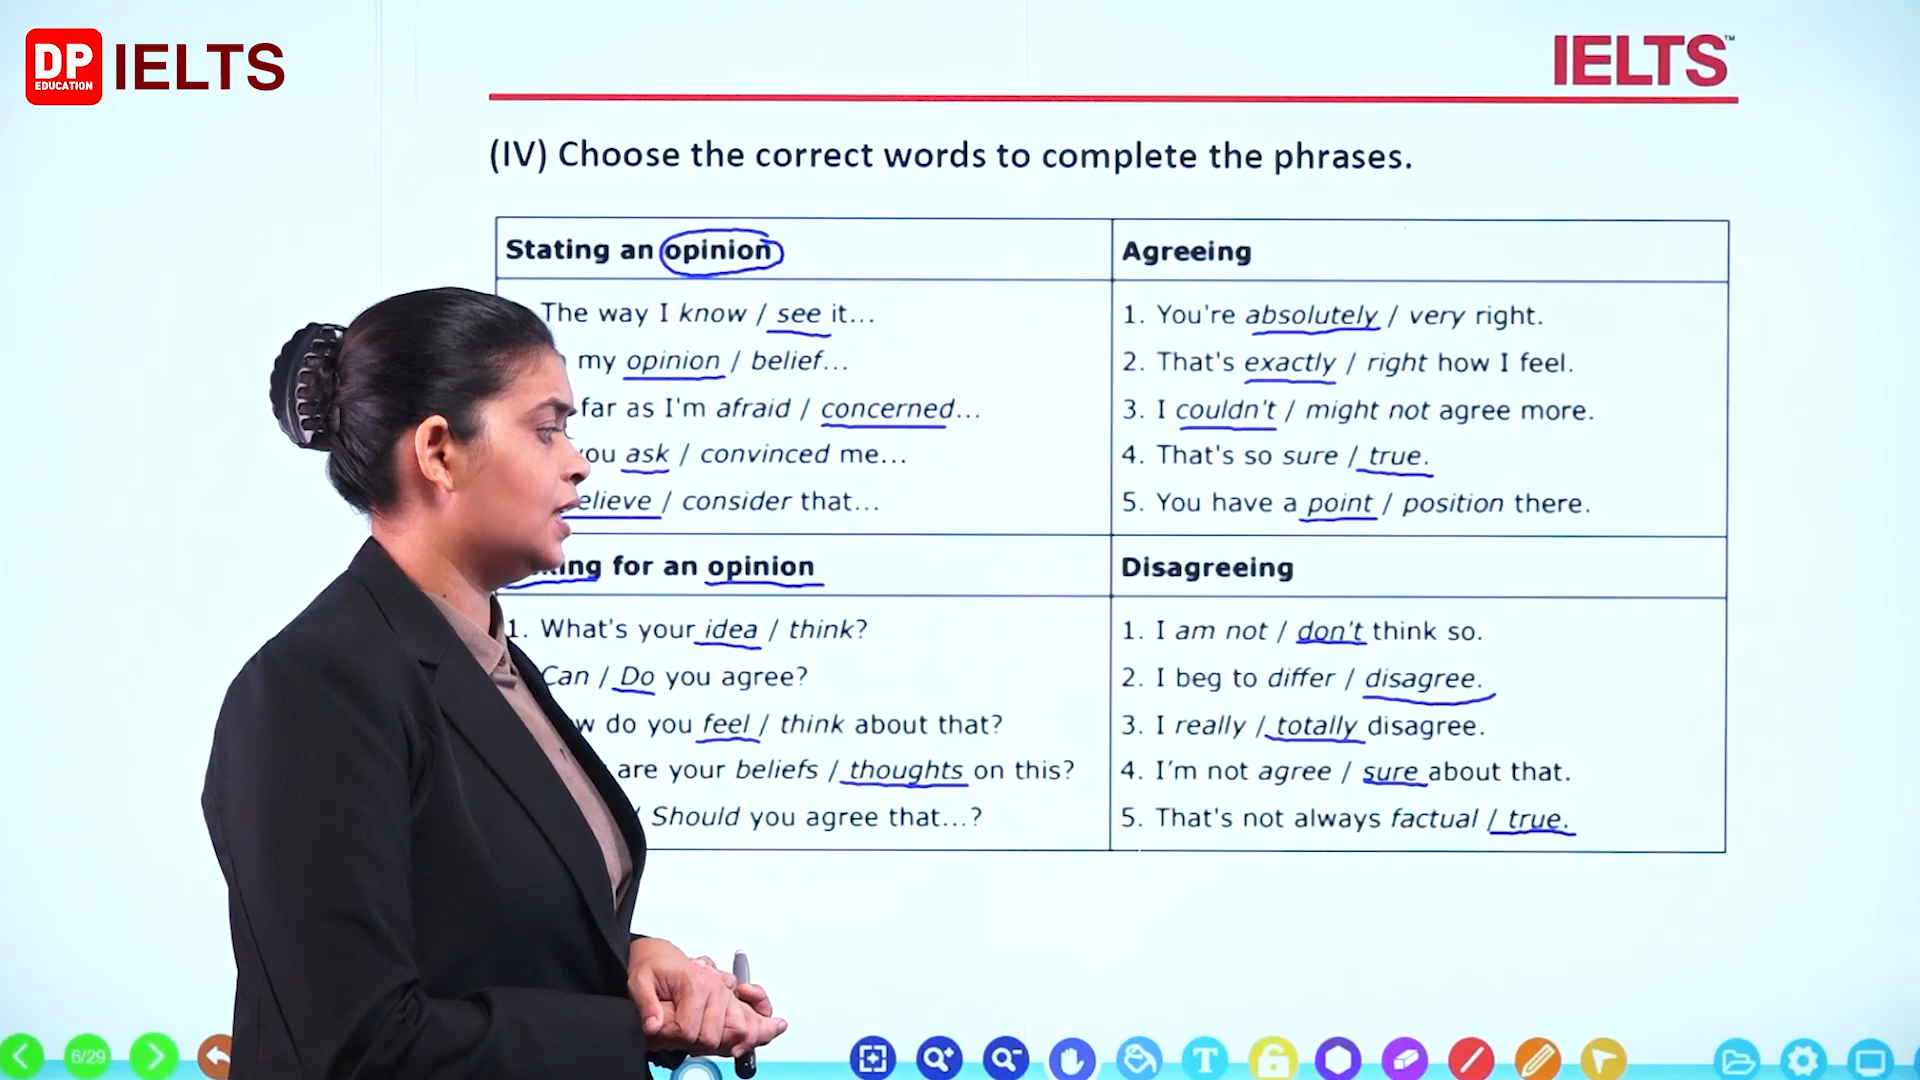 DP EDUCATION IELTS
IELTS™
(IV) Choose the correct words to complete the phrases.
Stating an opinion
The way I know / see it...
my opinion / belief...
far as I'm afraid / concerned...
ask / convinced me...
/ consider that...
for an opinion
1. What's your idea / think?
Can / Do you agree?
do you feel / think about that?
are your beliefs / thoughts on this?
Should you agree that...?
Agreeing
1. You're absolutely / very right.
2. That's exactly / right how I feel.
3. I couldn't / might not agree more.
4. That's so sure / true.
5. You have a point / position there.
Disagreeing
1. I am not / don't think so.
2. I beg to differ / disagree.
3. I really / totally disagree.
4. I'm not agree / sure about that.
5. That's not always factual / true.
6/29
T